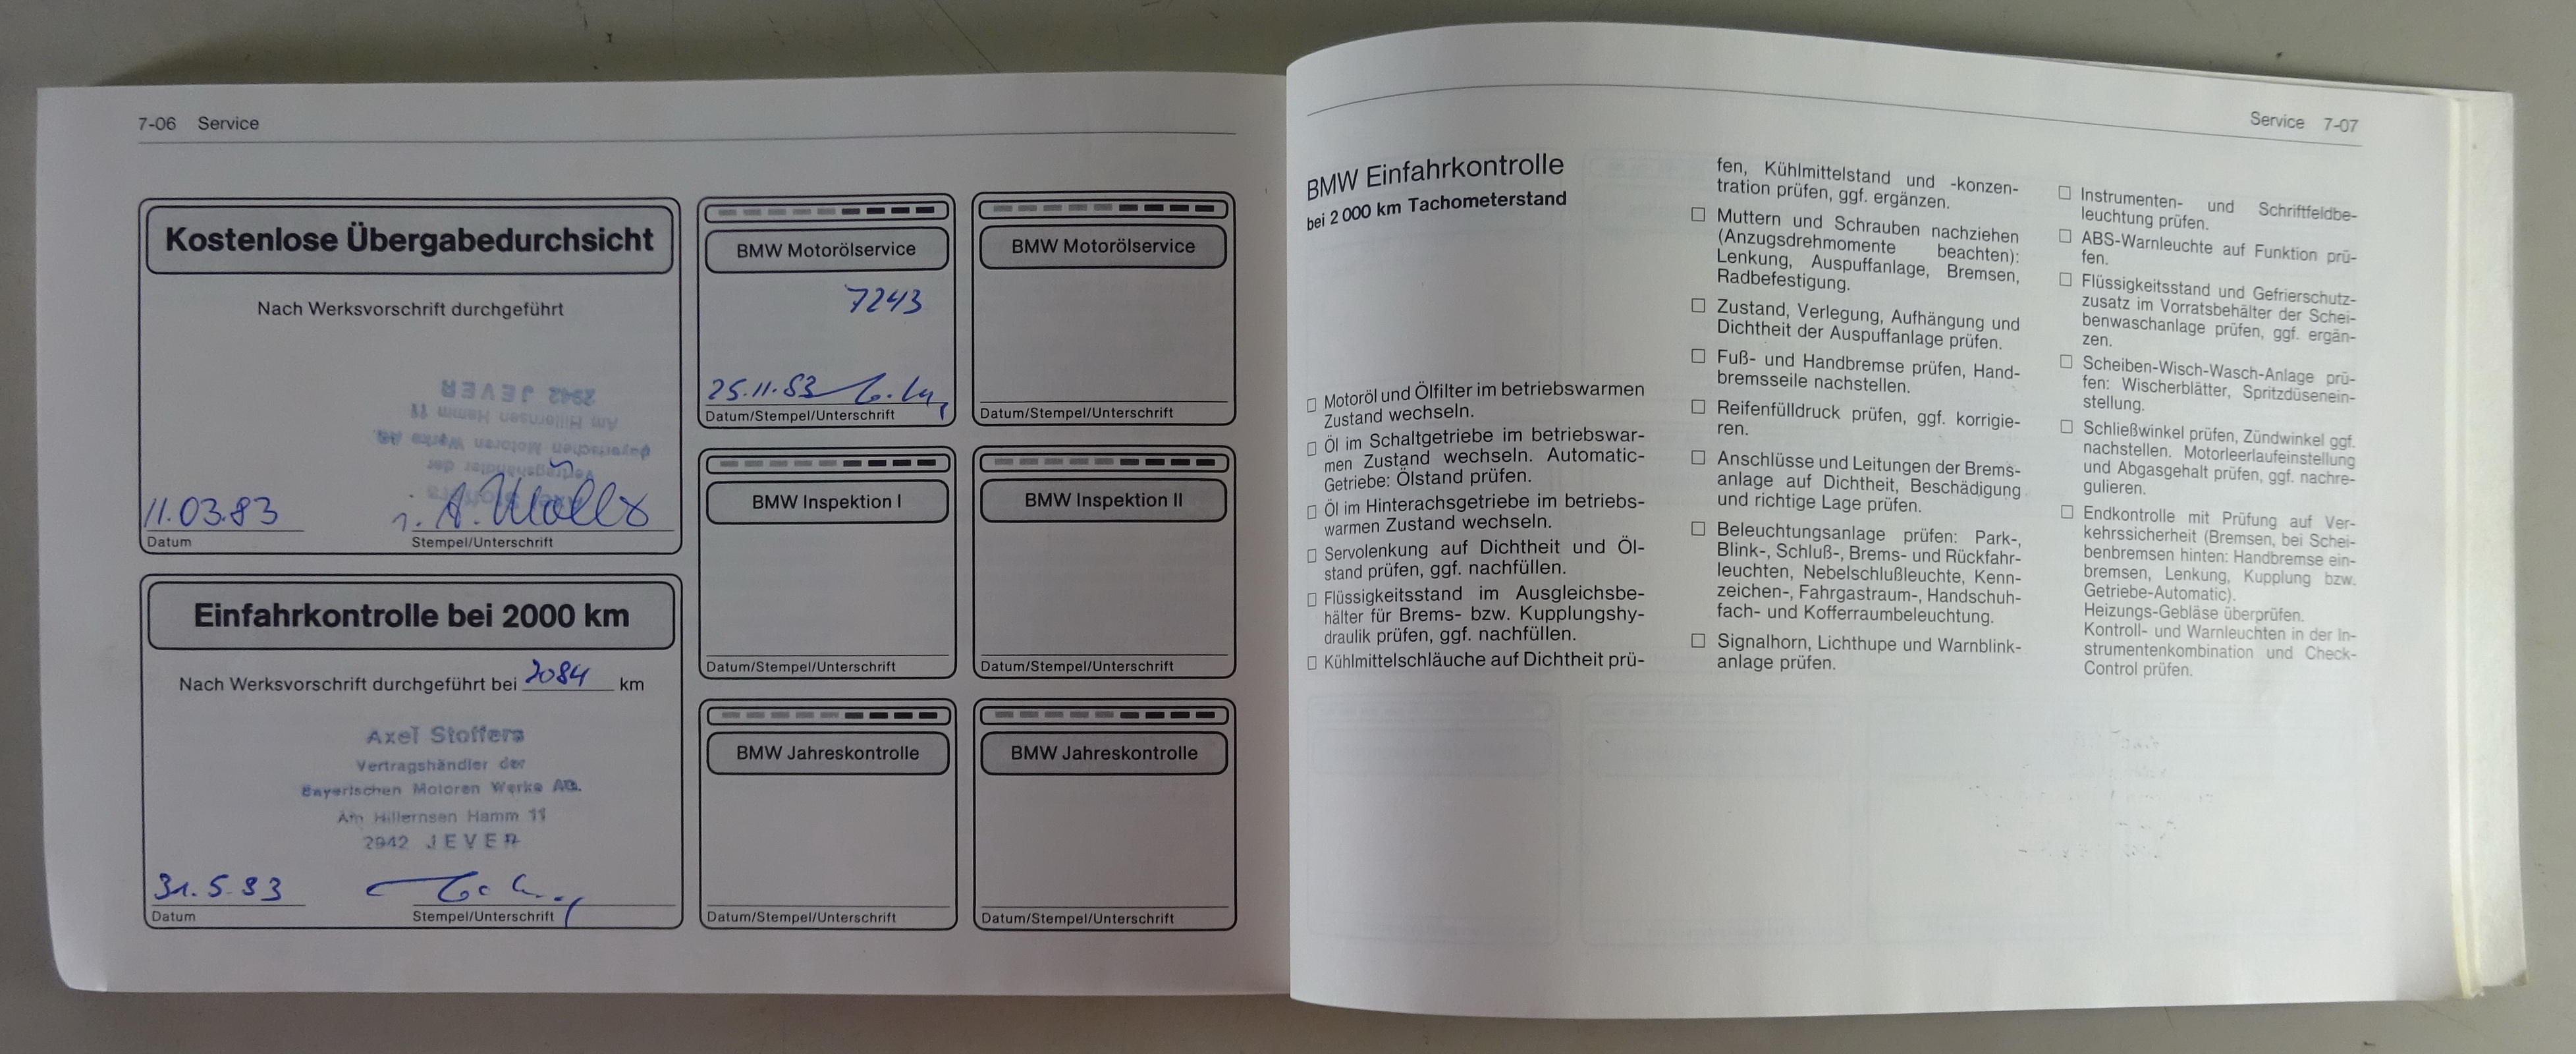 7-06 Service
Kostenlose Übergabedurchsicht
Nach Werksvorschrift durchgeführt
2942 JEVER
Am Hillernsen Hamm 11
Bayerischen Motoren Werke AG.
Vertragshändler der
Axel Stoffers
11.03.83
Datum
Stempel/Unterschrift
Einfahrkontrolle bei 2000 km
Nach Werksvorschrift durchgeführt bei 2084 km
Axel Stoffers
Vertragshändler der
Bayerischen Motoren Werke AG.
Am Hillernsen Hamm 11
2942 JEVER
31.5.83
Datum
Stempel/Unterschrift
BMW Motorölservice
7243
25.11.83
Datum/Stempel/Unterschrift
BMW Motorölservice
Datum/Stempel/Unterschrift
BMW Inspektion I
Datum/Stempel/Unterschrift
BMW Inspektion II
Datum/Stempel/Unterschrift
BMW Jahreskontrolle
Datum/Stempel/Unterschrift
BMW Jahreskontrolle
Datum/Stempel/Unterschrift
Service 7-07
BMW Einfahrkontrolle
bei 2 000 km Tachometerstand
Motoröl und Ölfilter im betriebswarmen
Zustand wechseln.
Öl im Schaltgetriebe im betriebswar-
men Zustand wechseln. Automatic-
Getriebe: Ölstand prüfen.
Öl im Hinterachsgetriebe im betriebs-
warmen Zustand wechseln.
Servolenkung auf Dichtheit und Öl-
stand prüfen, ggf. nachfüllen.
Flüssigkeitsstand im Ausgleichsbe-
hälter für Brems- bzw. Kupplungshy-
draulik prüfen, ggf. nachfüllen.
Kühlmittelschläuche auf Dichtheit prü-
fen, Kühlmittelstand und -konzen-
tration prüfen, ggf. ergänzen.
Muttern und Schrauben nachziehen
(Anzugsdrehmomente beachten):
Lenkung, Auspuffanlage, Bremsen,
Radbefestigung.
Zustand, Verlegung, Aufhängung und
Dichtheit der Auspuffanlage prüfen.
Fuß- und Handbremse prüfen, Hand-
bremsseile nachstellen.
Reifenfülldruck prüfen, ggf. korrigie-
ren.
Anschlüsse und Leitungen der Brems-
anlage auf Dichtheit, Beschädigung
und richtige Lage prüfen.
Beleuchtungsanlage prüfen: Park-,
Blink-, Schluß-, Brems- und Rückfahr-
leuchten, Nebelschlußleuchte, Kenn-
zeichen-, Fahrgastraum-, Handschuh-
fach- und Kofferraumbeleuchtung.
Signalhorn, Lichthupe und Warnblink-
anlage prüfen.
Instrumenten- und Schriftfeldbe-
leuchtung prüfen.
ABS-Warnleuchte auf Funktion prü-
fen.
Flüssigkeitsstand und Gefrierschutz-
zusatz im Vorratsbehälter der Schei-
benwaschanlage prüfen, ggf. ergän-
zen.
Scheiben-Wisch-Wasch-Anlage prü-
fen: Wischerblätter, Spritzdüsenein-
stellung.
Schließwinkel prüfen, Zündwinkel ggf.
nachstellen. Motorleerlaufeinstellung
und Abgasgehalt prüfen, ggf. nachre-
gulieren.
Endkontrolle mit Prüfung auf Ver-
kehrssicherheit (Bremsen, bei Schei-
benbremsen hinten: Handbremse ein-
bremsen, Lenkung, Kupplung bzw.
Getriebe-Automatic).
Heizungs-Gebläse überprüfen.
Kontroll- und Warnleuchten in der In-
strumentenkombination und Check-
Control prüfen.